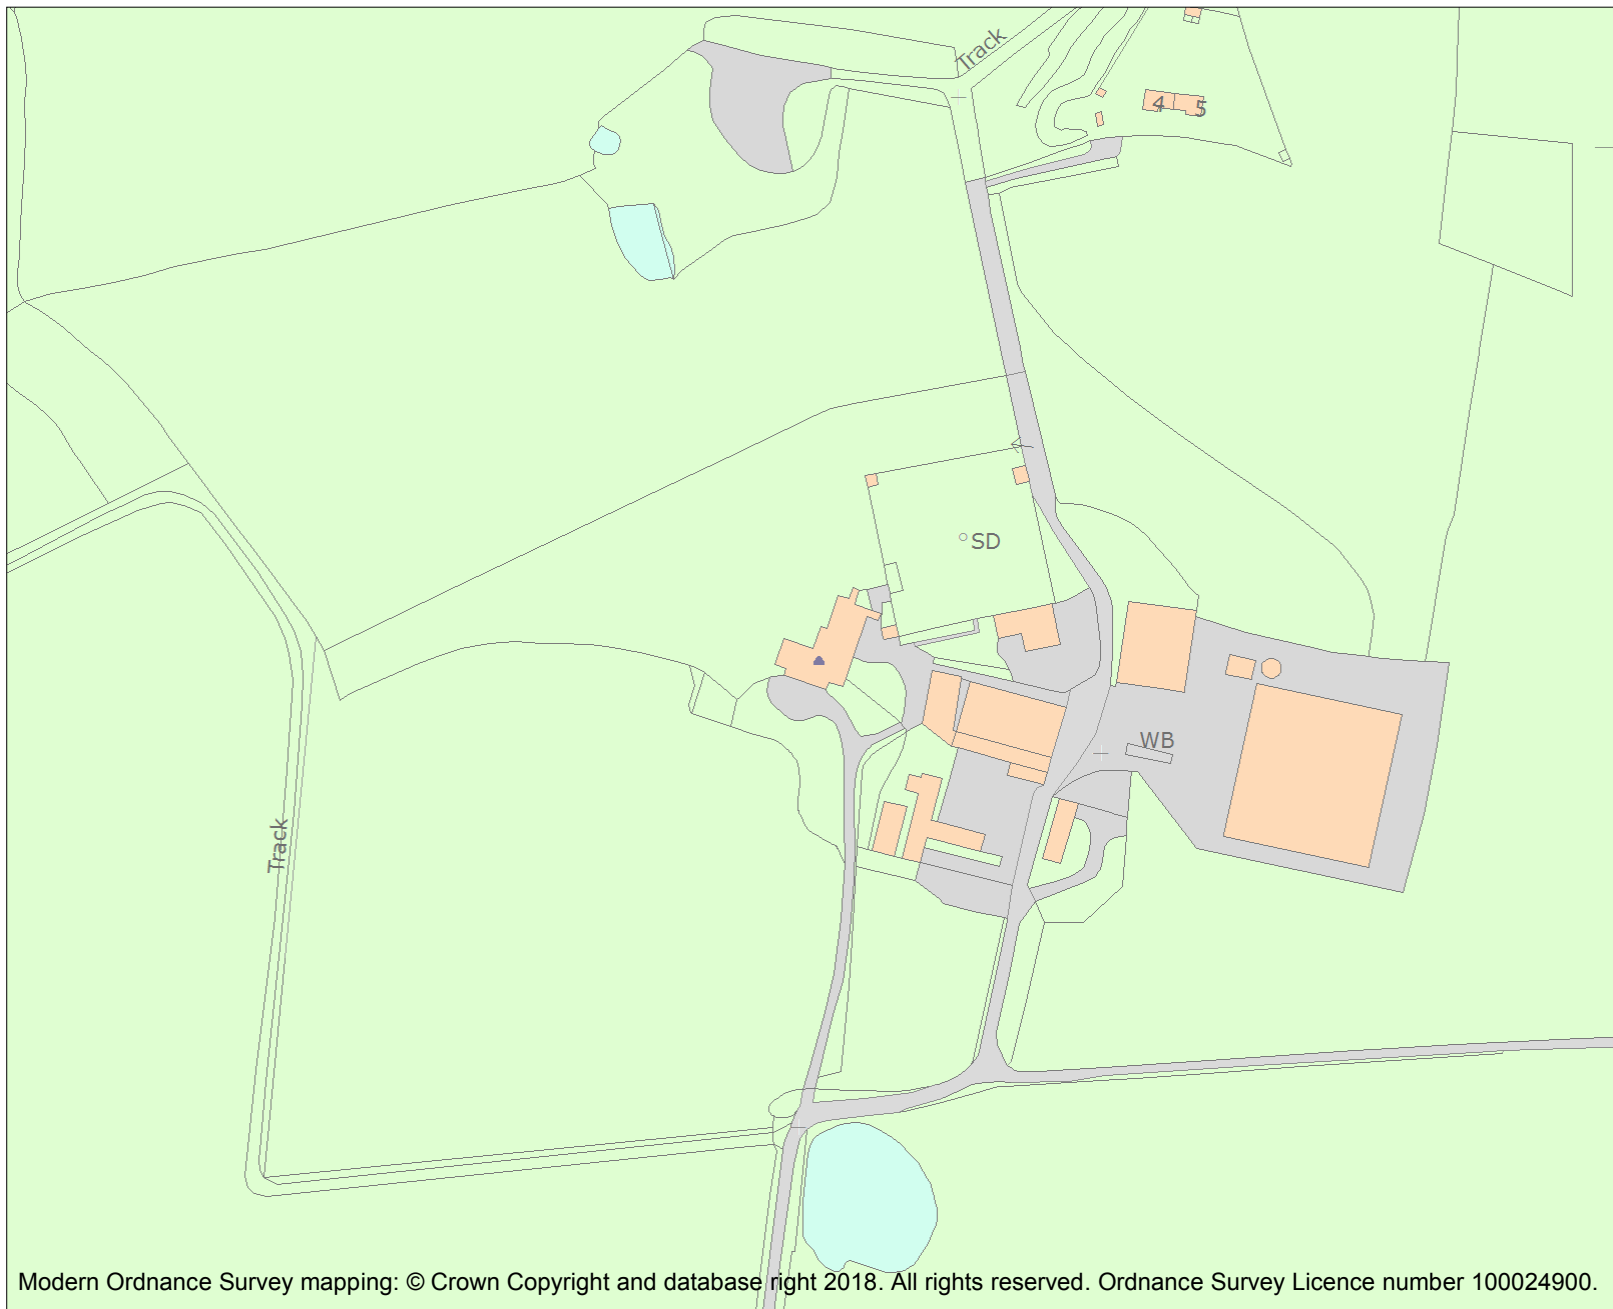 Track
4
5
SD
WB
Track
Modern Ordnance Survey mapping: © Crown Copyright and database right 2018. All rights reserved. Ordnance Survey Licence number 100024900.